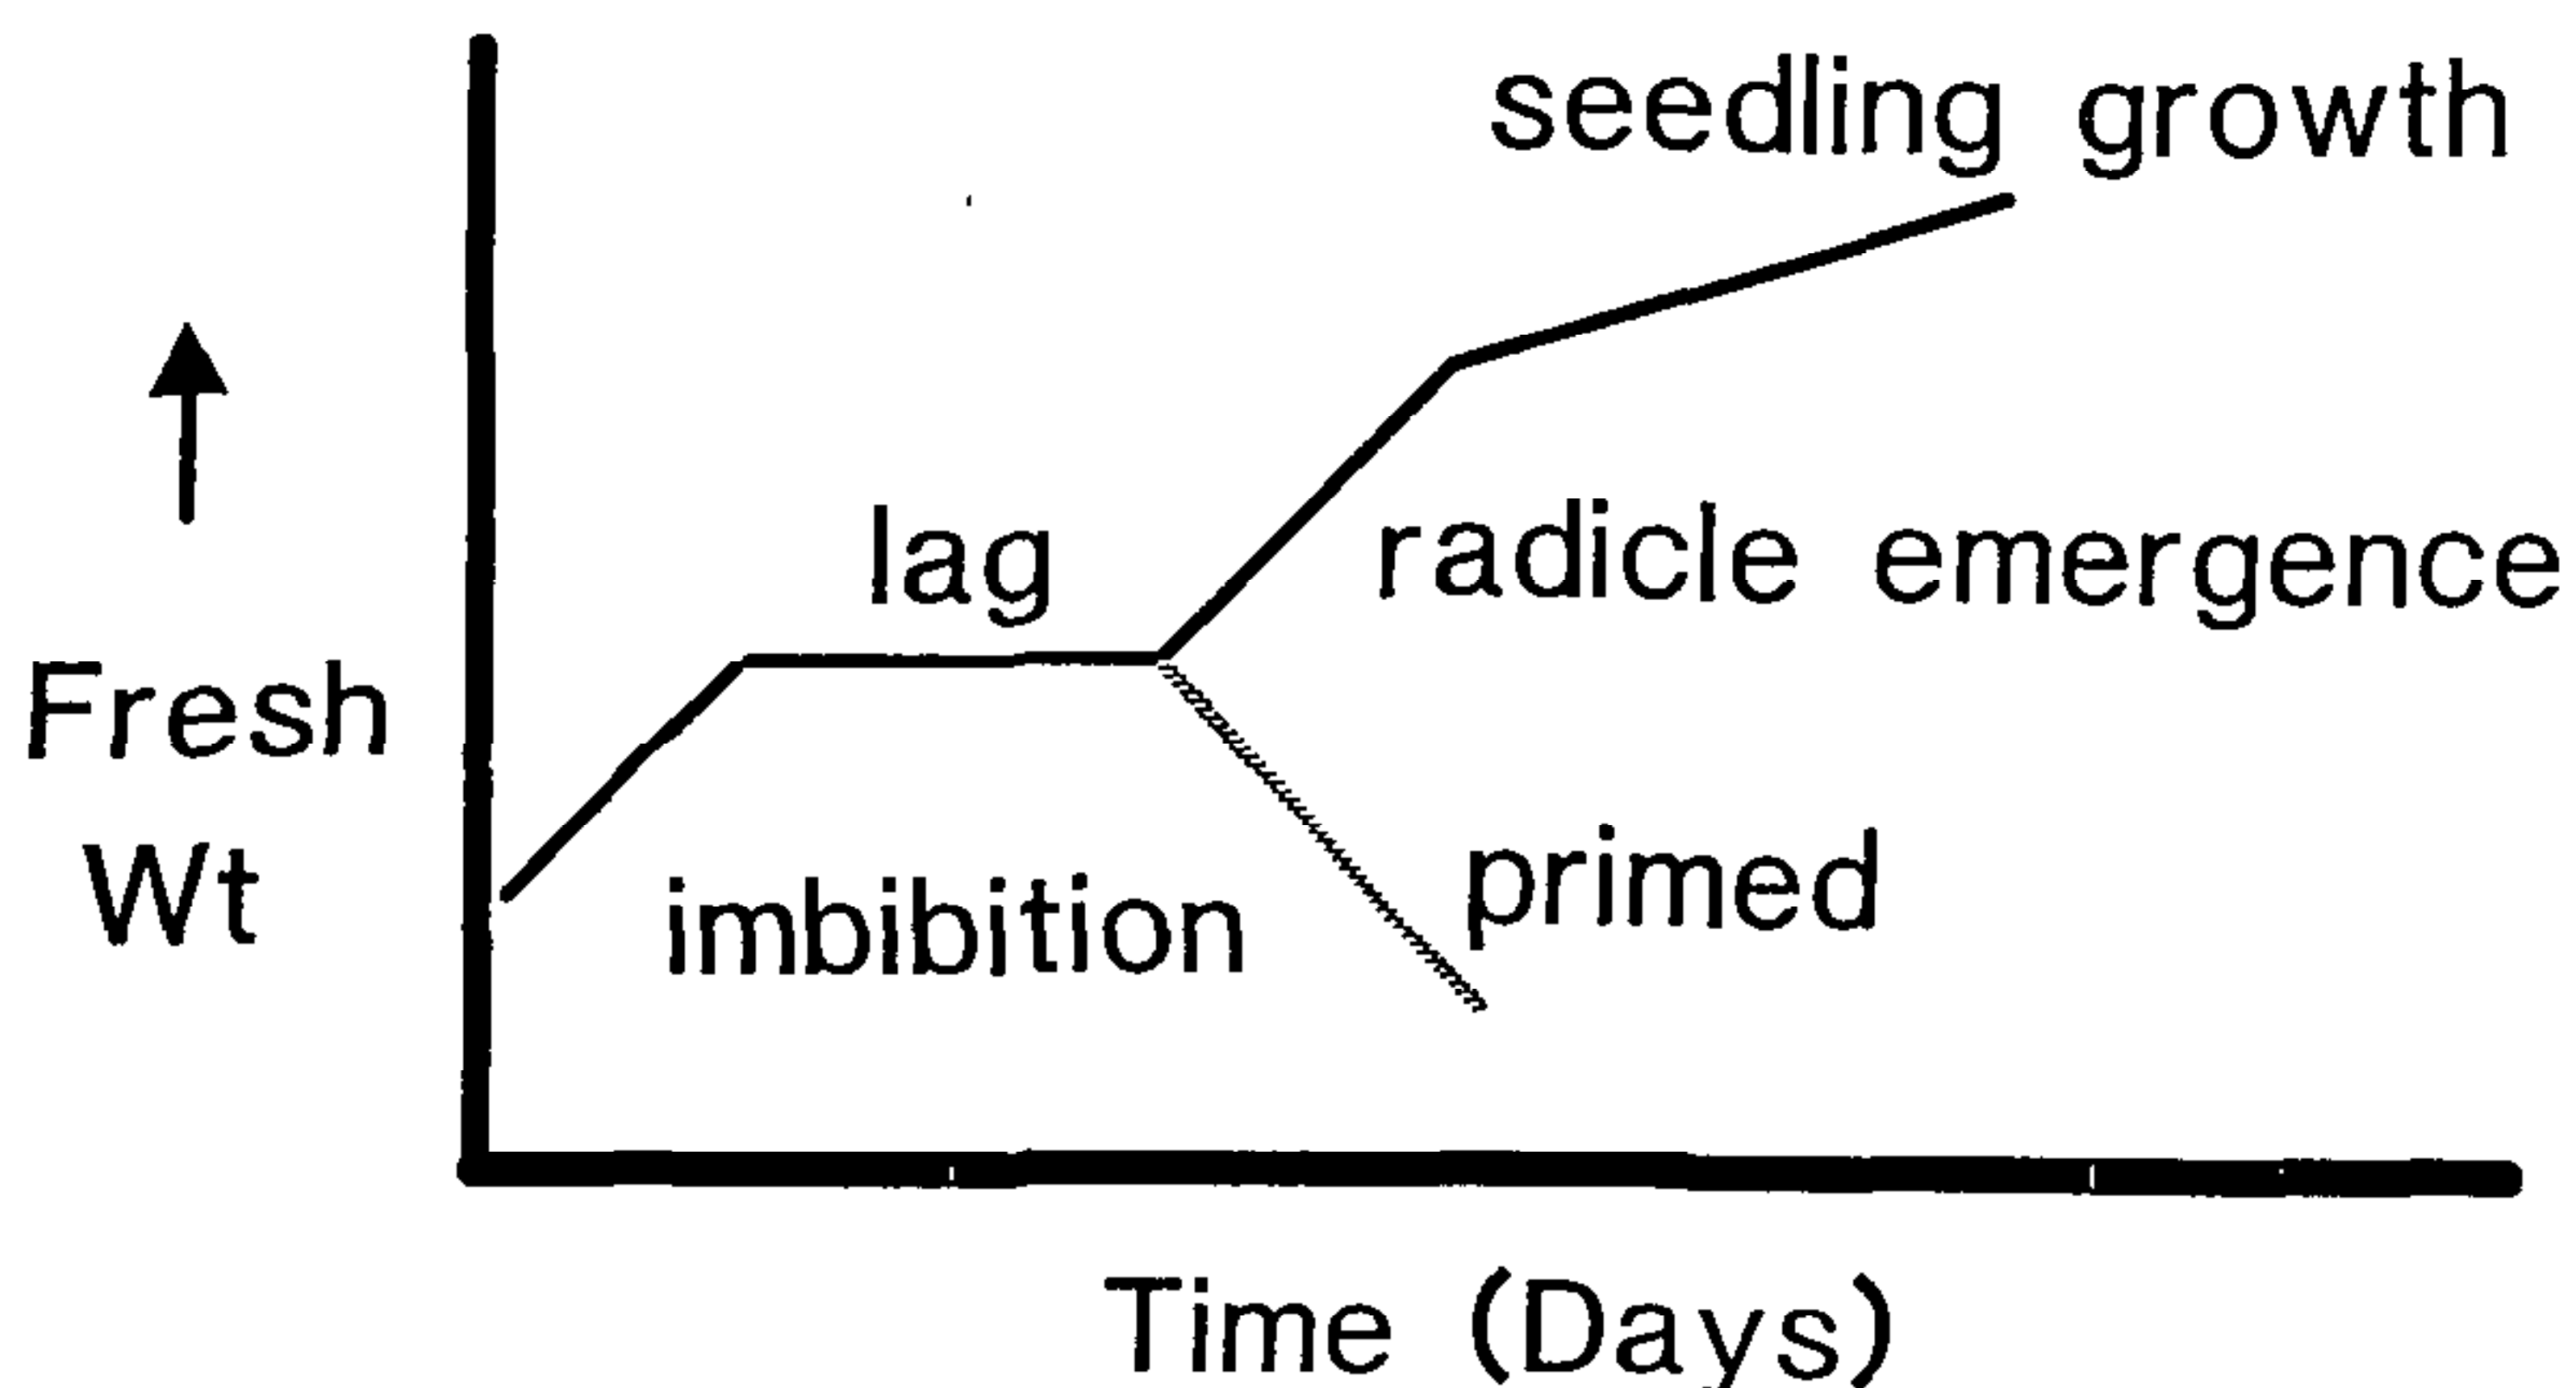 seedling growth
lag
radicle emergence
Fresh
Wt
imbibition
primed
Time (Days)